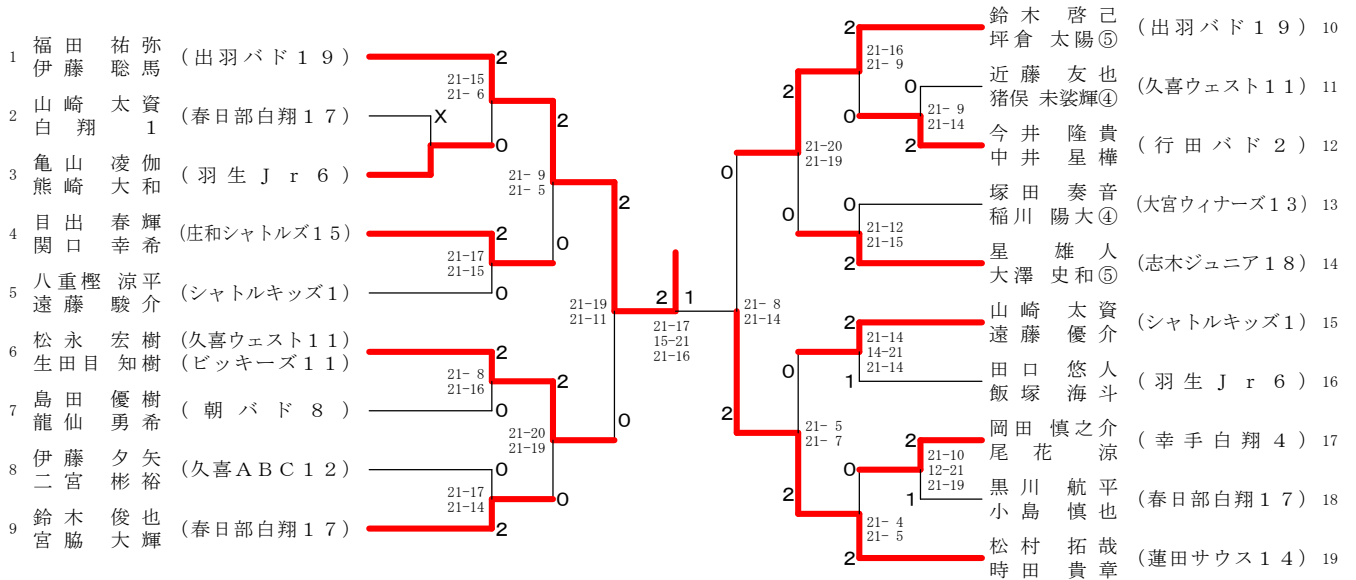 1 福田 祐弥 (出羽バド19)
伊藤 聡馬
2 山崎 太資 (春日部白翔17)
白翔 1
3 亀山 凌伽 (羽生Jr6)
熊崎 大和
4 目出 春輝 (庄和シャトルズ15)
関口 幸希
5 八重樫 涼平 (シャトルキッズ1)
遠藤 駿介
6 松永 宏樹 (久喜ウェスト11)
生田目 知樹 (ビッキーズ11)
7 島田 優樹 (朝バド8)
龍仙 勇希
8 伊藤 夕矢 (久喜ABC12)
二宮 彬裕
9 鈴木 俊也 (春日部白翔17)
宮脇 大輝
2
21-15
21- 6
X
0
2
21- 9
21- 5
2
21-17
21-15
0
0
2
21-19
21-11
2
21- 8
21-16
0
2
21-20
21-19
0
0
21-17
21-14
2
0
2 1
21-17
15-21
21-16
0
21- 8
21-14
2
2
21-20
21-19
0
2
21-16
21- 9
0
0
21- 9
21-14
2
0
21-12
21-15
2
0
21- 5
21- 7
2
2
21-14
14-21
21-14
1
2
21-10
12-21
21-19
1
0
21- 4
21- 5
2
鈴木 啓己 (出羽バド19) 10
坪倉 太陽⑤
近藤 友也 (久喜ウェスト11) 11
猪俣 未裟輝④
今井 隆貴 (行田バド2) 12
中井 星樺
塚田 奏音 (大宮ウィナーズ13) 13
稲川 陽大④
星 雄人 (志木ジュニア18) 14
大澤 史和⑤
山崎 太資 (シャトルキッズ1) 15
遠藤 優介
田口 悠人 (羽生Jr6) 16
飯塚 海斗
岡田 慎之介 (幸手白翔4) 17
尾花 涼
黒川 航平 (春日部白翔17) 18
小島 慎也
松村 拓哉 (蓮田サウス14) 19
時田 貴章